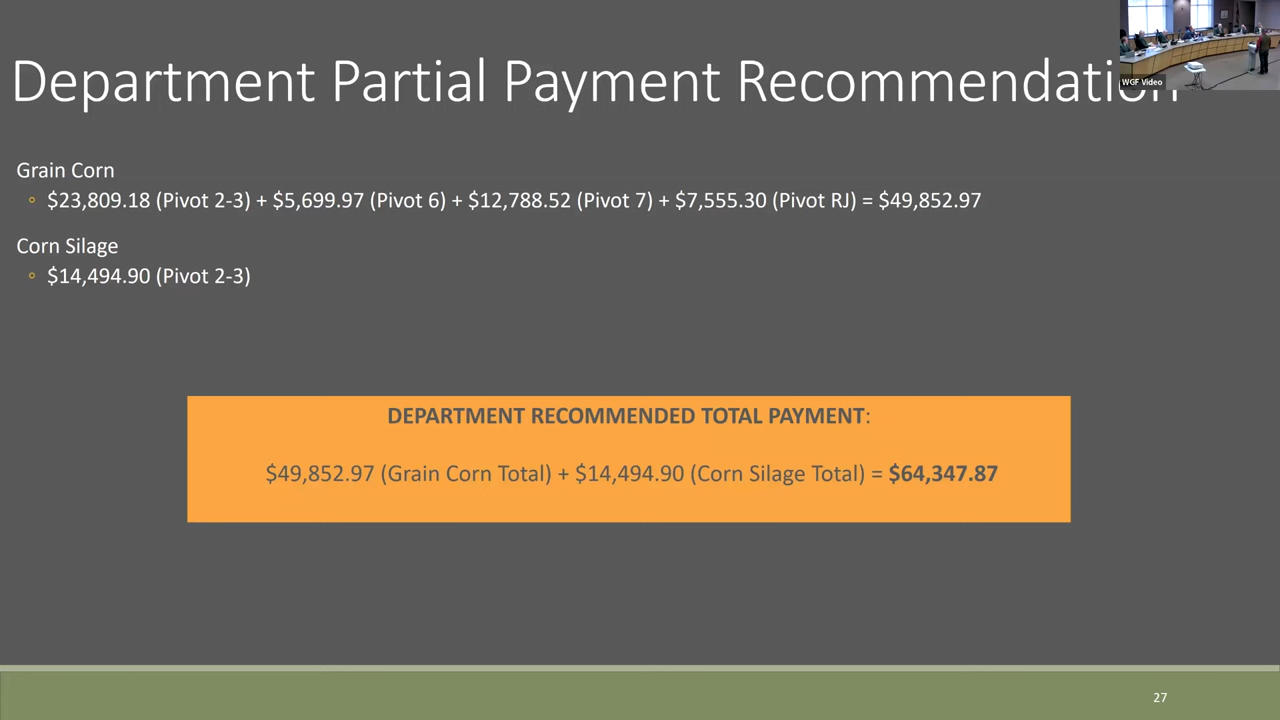 Department Partial Payment Recommendation
WGF Video
Grain Corn
◦ $23,809.18 (Pivot 2-3) + $5,699.97 (Pivot 6) + $12,788.52 (Pivot 7) + $7,555.30 (Pivot RJ) = $49,852.97
Corn Silage
◦ $14,494.90 (Pivot 2-3)
DEPARTMENT RECOMMENDED TOTAL PAYMENT:
$49,852.97 (Grain Corn Total) + $14,494.90 (Corn Silage Total) = $64,347.87
27